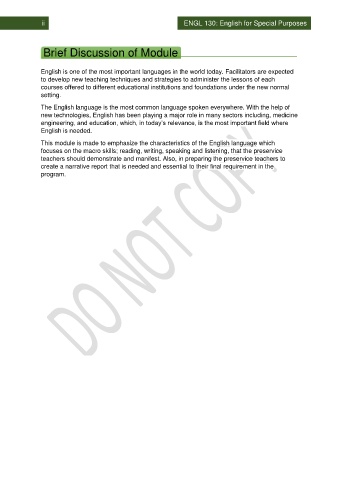 ii
ENGL 130: English for Special Purposes
Brief Discussion of Module
English is one of the most important languages in the world today. Facilitators are expected
to develop new teaching techniques and strategies to administer the lessons of each
courses offered to different educational institutions and foundations under the new normal
setting.
The English language is the most common language spoken everywhere. With the help of
new technologies, English has been playing a major role in many sectors including, medicine
engineering, and education, which, in today's relevance, is the most important field where
English is needed.
This module is made to emphasize the characteristics of the English language which
focuses on the macro skills; reading, writing, speaking and listening, that the preservice
teachers should demonstrate and manifest. Also, in preparing the preservice teachers to
create a narrative report that is needed and essential to their final requirement in the
program.
DO NOT COPY